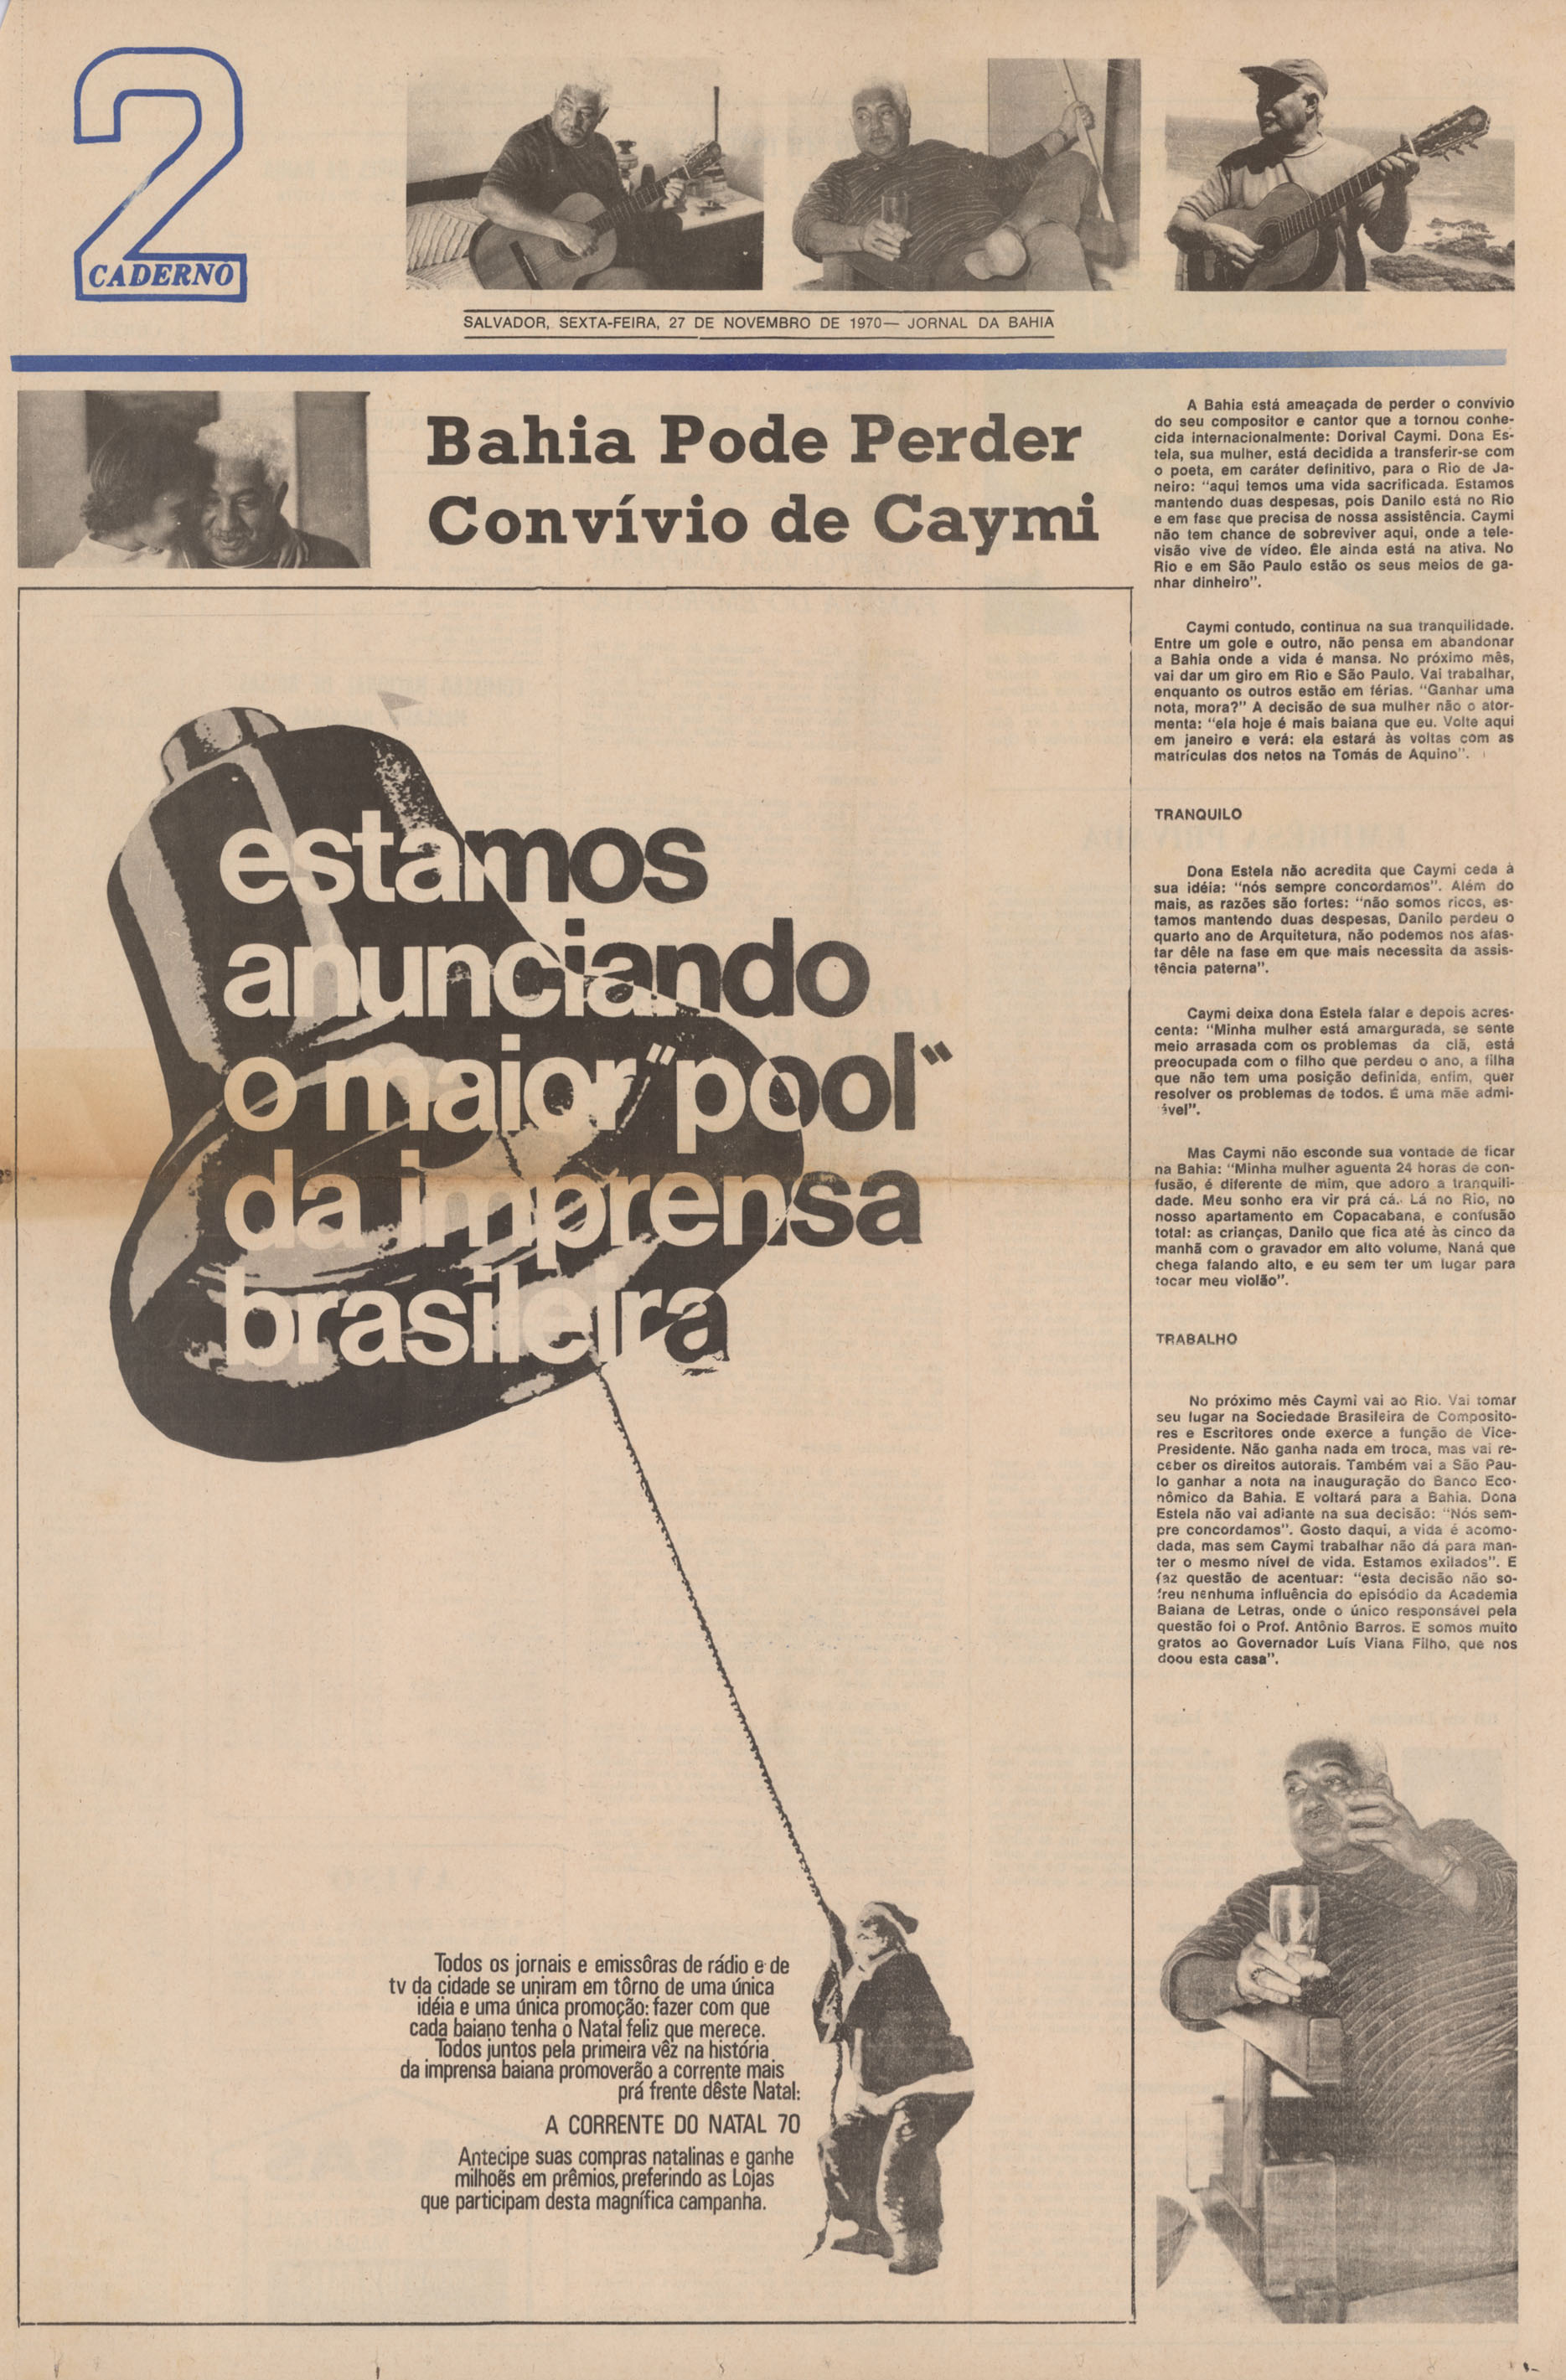 2
CADERNO
SALVADOR, SEXTA-FEIRA, 27 DE NOVEMBRO DE 1970— JORNAL DA BAHIA
Bahia Pode Perder
Convívio de Caymi
A Bahia está ameaçada de perder o convívio
do seu compositor e cantor que a tornou conhe-
cida internacionalmente: Dorival Caymi. Dona Es-
tela, sua mulher, está decidida a transferir-se com
o poeta, em caráter definitivo, para o Rio de Ja-
neiro: "aqui temos uma vida sacrificada. Estamos
mantendo duas despesas, pois Danilo está no Rio
e em fase que precisa de nossa assistência. Caymi
não tem chance de sobreviver aqui, onde a tele-
visão vive de vídeo. Êle ainda está na ativa. No
Rio e em São Paulo estão os seus meios de ga-
nhar dinheiro".
Caymi contudo, continua na sua tranquilidade.
Entre um gole e outro, não pensa em abandonar
a Bahia onde a vida é mansa. No próximo mês,
vai dar um giro em Rio e São Paulo. Vai trabalhar,
enquanto os outros estão em férias. "Ganhar uma
nota, mora?" A decisão de sua mulher não o ator-
menta: "ela hoje é mais baiana que eu. Volte aqui
em janeiro e verá: ela estará às voltas com as
matrículas dos netos na Tomás de Aquino".
TRANQUILO
Dona Estela não acredita que Caymi ceda à
sua idéia: "nós sempre concordamos". Além do
mais, as razões são fortes: "não somos ricos, es-
tamos mantendo duas despesas, Danilo perdeu o
quarto ano de Arquitetura, não podemos nos afas-
tar dêle na fase em que mais necessita da assis-
tência paterna".
Caymi deixa dona Estela falar e depois acres-
centa: "Minha mulher está amargurada, se sente
meio arrasada com os problemas da clã, está
preocupada com o filho que perdeu o ano, a filha
que não tem uma posição definida, enfim, quer
resolver os problemas de todos. É uma mãe admi-
rável".
Mas Caymi não esconde sua vontade de ficar
na Bahia: "Minha mulher aguenta 24 horas de con-
fusão, é diferente de mim, que adoro a tranquili-
dade. Meu sonho era vir prá cá. Lá no Rio, no
nosso apartamento em Copacabana, e confusão
total: as crianças, Danilo que fica até às cinco da
manhã com o gravador em alto volume, Naná que
chega falando alto, e eu sem ter um lugar para
tocar meu violão".
TRABALHO
No próximo mês Caymi vai ao Rio. Vai tomar
seu lugar na Sociedade Brasileira de Composito-
res e Escritores onde exerce a função de Vice-
Presidente. Não ganha nada em troca, mas vai re-
ceber os direitos autorais. Também vai a São Pau-
lo ganhar a nota na inauguração do Banco Eco-
nômico da Bahia. E voltará para a Bahia. Dona
Estela não vai adiante na sua decisão: "Nós sem-
pre concordamos". Gosto daqui, a vida é acomo-
dada, mas sem Caymi trabalhar não dá para man-
ter o mesmo nível de vida. Estamos exilados". E
faz questão de acentuar: "esta decisão não so-
freu nenhuma influência do episódio da Academia
Baiana de Letras, onde o único responsável pela
questão foi o Prof. Antônio Barros. E somos muito
gratos ao Governador Luís Viana Filho, que nos
doou esta casa".
estamos
anunciando
o maior "pool"
da imprensa
brasileira
Todos os jornais e emissôras de rádio e de
tv da cidade se uniram em tôrno de uma única
idéia e uma única promoção: fazer com que
cada baiano tenha o Natal feliz que merece.
Todos juntos pela primeira vêz na história
da imprensa baiana promoverão a corrente mais
prá frente dêste Natal:
A CORRENTE DO NATAL 70
Antecipe suas compras natalinas e ganhe
milhoẽs em prêmios, preferindo as Lojas
que participam desta magnífica campanha.